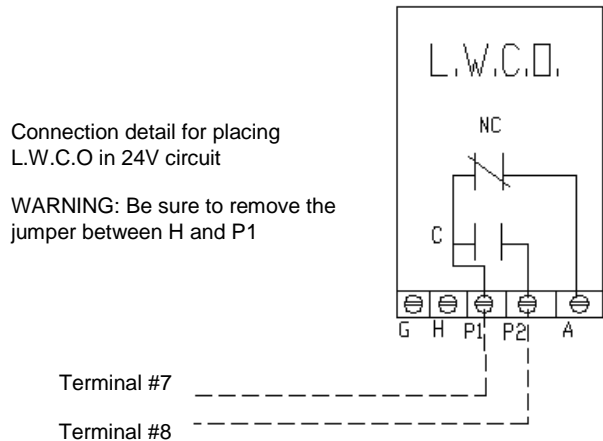 L.W.C.O.
Connection detail for placing
L.W.C.O in 24V circuit
WARNING: Be sure to remove the
jumper between H and P1
NC
C
G H P1 P2 A
Terminal #7
Terminal #8